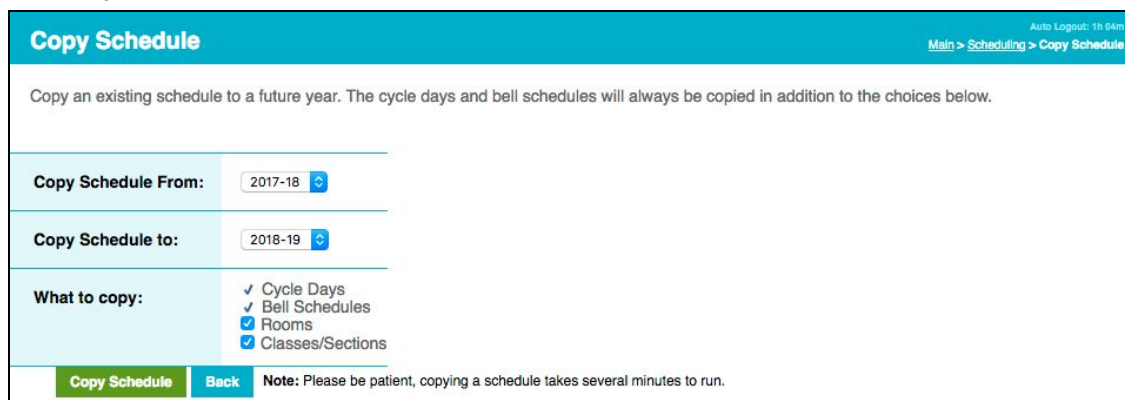 Auto Logout: 1h 04m
Copy Schedule
Main > Scheduling > Copy Schedule
Copy an existing schedule to a future year. The cycle days and bell schedules will always be copied in addition to the choices below.
Copy Schedule From: 2017-18
Copy Schedule to: 2018-19
What to copy: ✓ Cycle Days
✓ Bell Schedules
Rooms
Classes/Sections
Copy Schedule Back Note: Please be patient, copying a schedule takes several minutes to run.